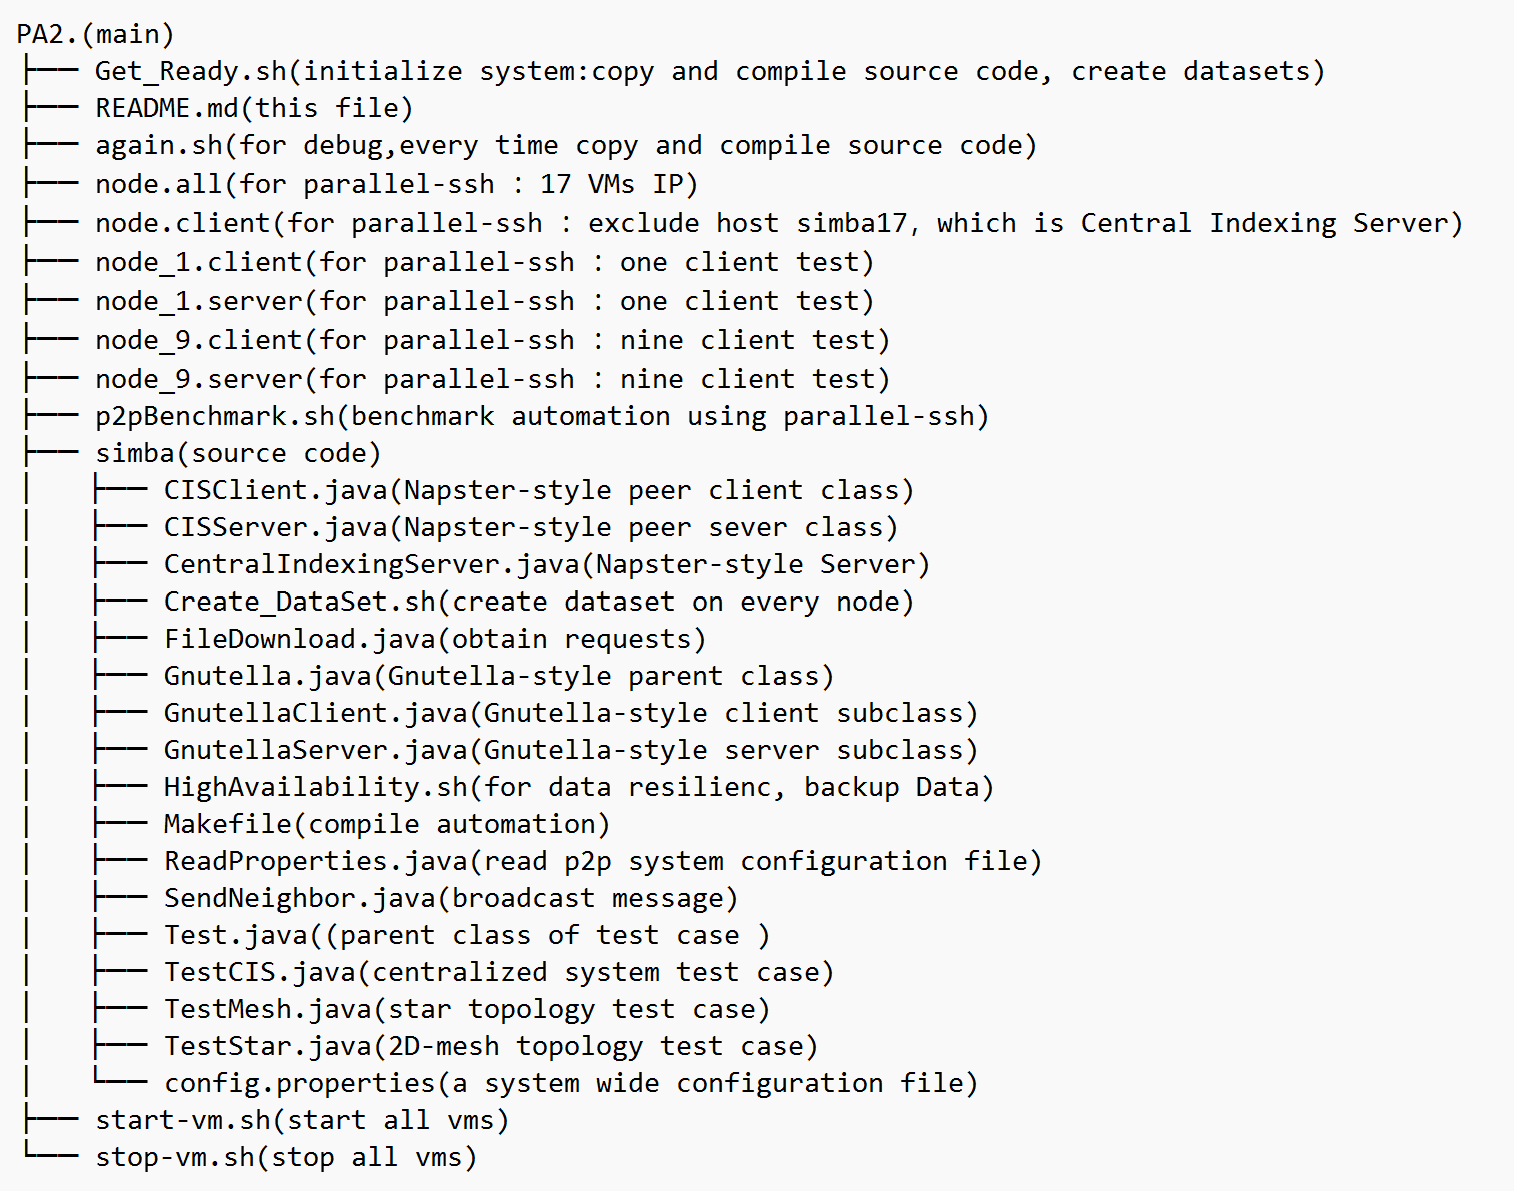 PA2.(main)
├── Get_Ready.sh(initialize system:copy and compile source code, create datasets)
├── README.md(this file)
├── again.sh(for debug,every time copy and compile source code)
├── node.all(for parallel-ssh : 17 VMs IP)
├── node.client(for parallel-ssh : exclude host simba17, which is Central Indexing Server)
├── node_1.client(for parallel-ssh : one client test)
├── node_1.server(for parallel-ssh : one client test)
├── node_9.client(for parallel-ssh : nine client test)
├── node_9.server(for parallel-ssh : nine client test)
├── p2pBenchmark.sh(benchmark automation using parallel-ssh)
├── simba(source code)
│   ├── CISClient.java(Napster-style peer client class)
│   ├── CISServer.java(Napster-style peer sever class)
│   ├── CentralIndexingServer.java(Napster-style Server)
│   ├── Create_DataSet.sh(create dataset on every node)
│   ├── FileDownload.java(obtain requests)
│   ├── Gnutella.java(Gnutella-style parent class)
│   ├── GnutellaClient.java(Gnutella-style client subclass)
│   ├── GnutellaServer.java(Gnutella-style server subclass)
│   ├── HighAvailability.sh(for data resilienc, backup Data)
│   ├── Makefile(compile automation)
│   ├── ReadProperties.java(read p2p system configuration file)
│   ├── SendNeighbor.java(broadcast message)
│   ├── Test.java((parent class of test case )
│   ├── TestCIS.java(centralized system test case)
│   ├── TestMesh.java(star topology test case)
│   ├── TestStar.java(2D-mesh topology test case)
│   └── config.properties(a system wide configuration file)
├── start-vm.sh(start all vms)
└── stop-vm.sh(stop all vms)